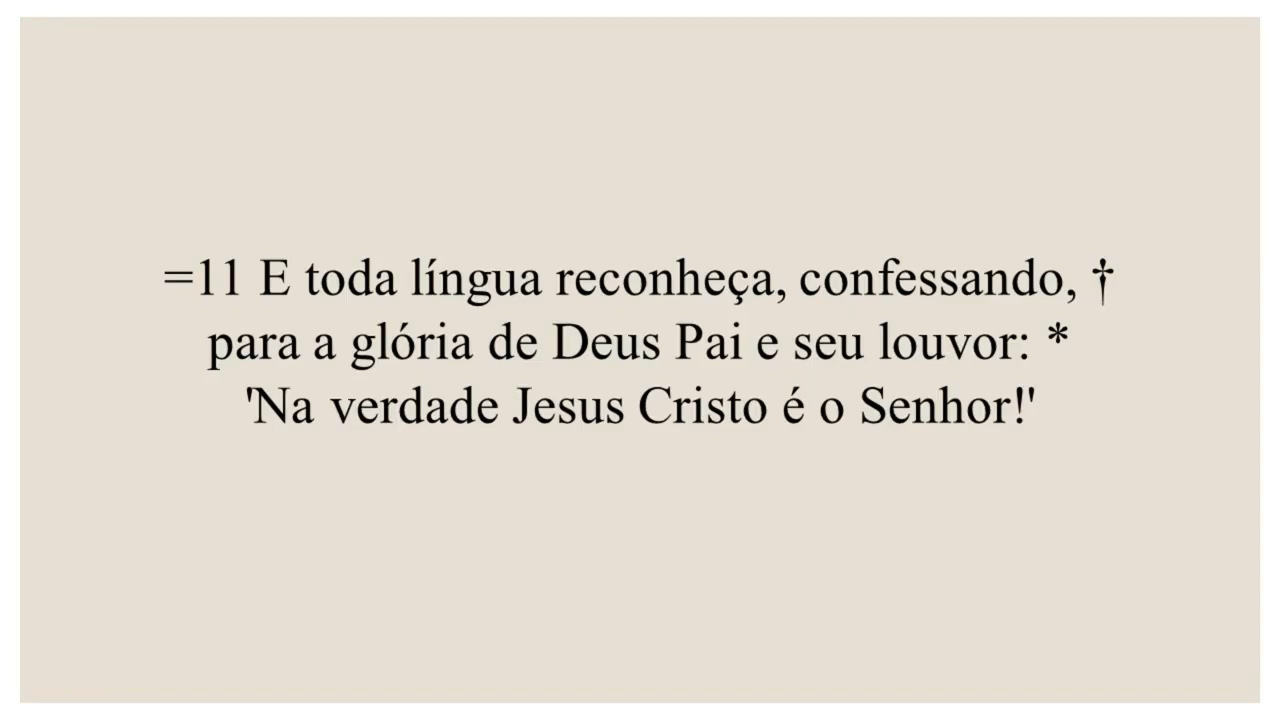 =11 E toda língua reconheça, confessando, †
para a glória de Deus Pai e seu louvor: *
'Na verdade Jesus Cristo é o Senhor!'